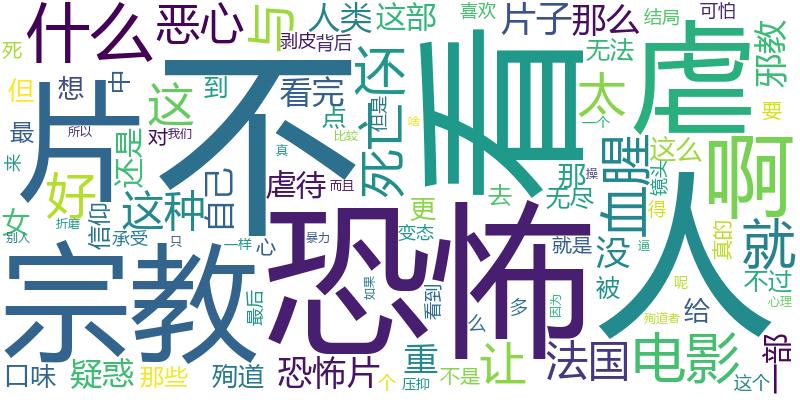 什么
恶心
与
人类
这部
片子
那么
喜欢
结局
可怕
死
剥皮
背后
无法
邪教
但
想
中
这
到
看完
还
点
但是
太
虐
要
片
不
看
啊
最
所以
对
我们
还是
死亡
啥
比较
一个
来
真
这么
好
虐待
而且
自己
那
操
血腥
镜头
女
信仰
这种
更
去
无尽
得
真的
就
折磨
承受
只
变态
没
人
别人
宗教
一样
心
暴力
恐怖
就是
逼
不过
最后
如果
看到
多
因为
被
给
呢
心理
么
殉道者
口味
疑惑
那些
殉道
恐怖片
个
重
压抑
不是
让
法国
电影
这个
一部